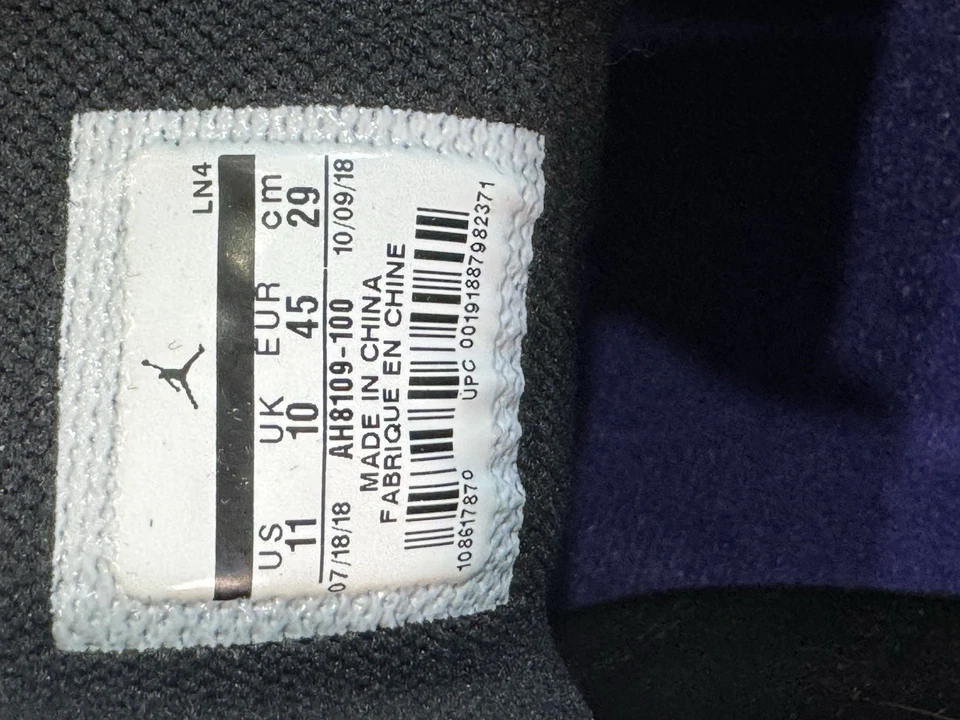 LN4
US UK EUR cm
11 10 45 29
07/18/18 AH8109-100 10/09/18
MADE IN CHINA
FABRIQUE EN CHINE
108617870 UPC 00191887982371